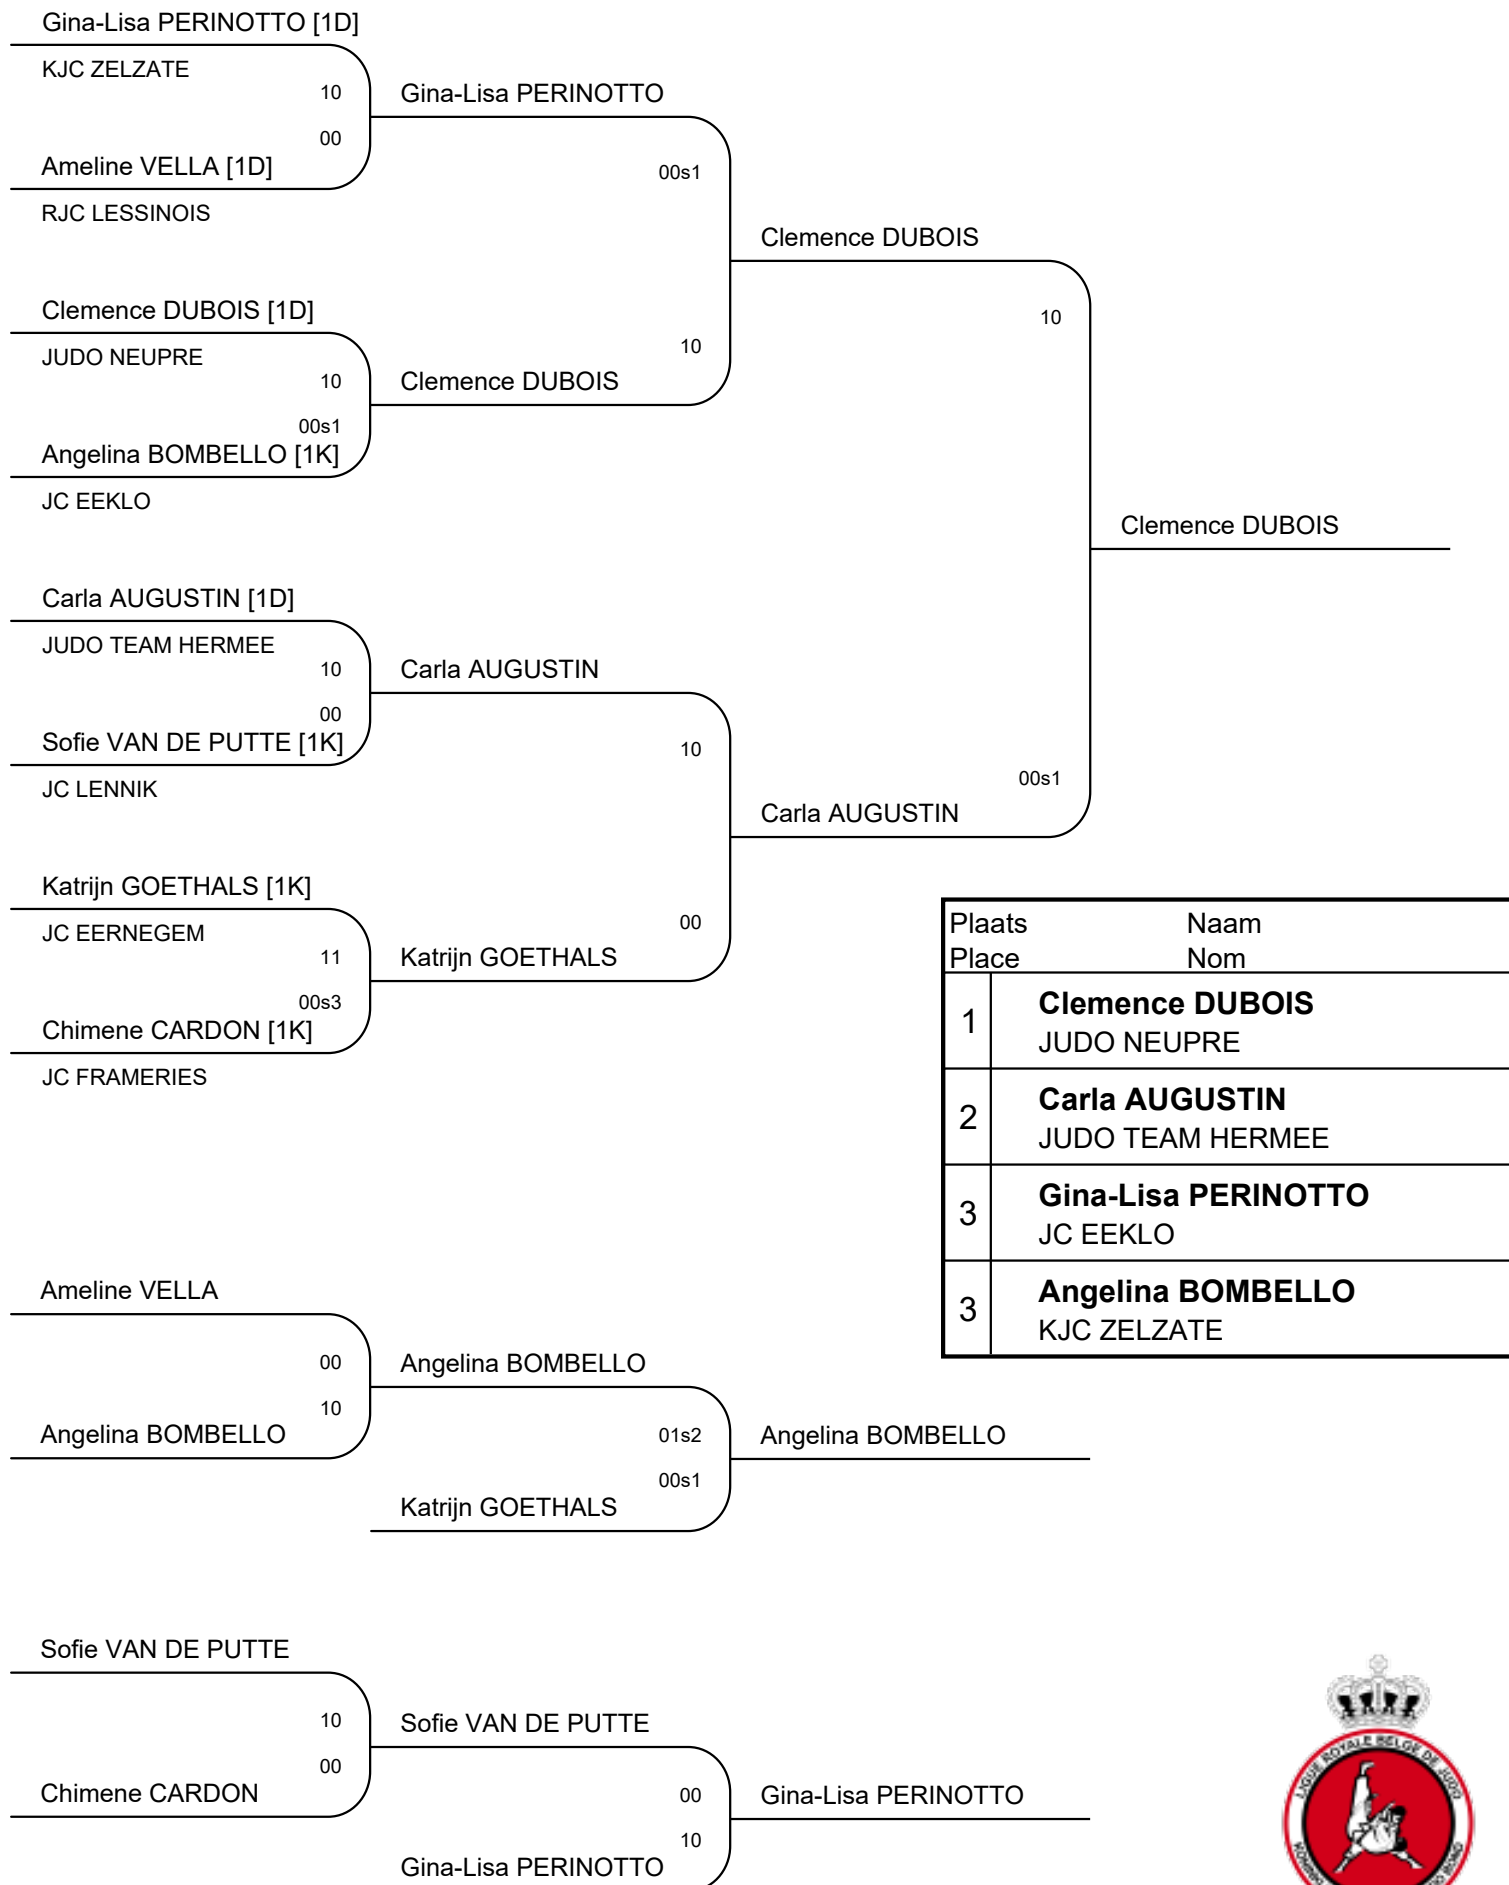 Gina-Lisa PERINOTTO [1D]
KJC ZELZATE
10
00
Ameline VELLA [1D]
RJC LESSINOIS
Gina-Lisa PERINOTTO
00s1
Clemence DUBOIS [1D]
JUDO NEUPRE
10
00s1
Angelina BOMBELLO [1K]
JC EEKLO
10
Clemence DUBOIS
Clemence DUBOIS
10
Clemence DUBOIS
Carla AUGUSTIN [1D]
JUDO TEAM HERMEE
10
00
Sofie VAN DE PUTTE [1K]
JC LENNIK
Carla AUGUSTIN
10
Katrijn GOETHALS [1K]
JC EERNEGEM
11
00s3
Chimene CARDON [1K]
JC FRAMERIES
00
Katrijn GOETHALS
00s1
Carla AUGUSTIN
Plaats Naam
Place Nom
1 Clemence DUBOIS
JUDO NEUPRE
2 Carla AUGUSTIN
JUDO TEAM HERMEE
3 Gina-Lisa PERINOTTO
JC EEKLO
3 Angelina BOMBELLO
KJC ZELZATE
Ameline VELLA
00
10
Angelina BOMBELLO
Angelina BOMBELLO
01s2
00s1
Katrijn GOETHALS
Angelina BOMBELLO
Sofie VAN DE PUTTE
10
00
Chimene CARDON
Sofie VAN DE PUTTE
00
10
Gina-Lisa PERINOTTO
Gina-Lisa PERINOTTO
LIGUE ROYALE BELGE DE JUDO